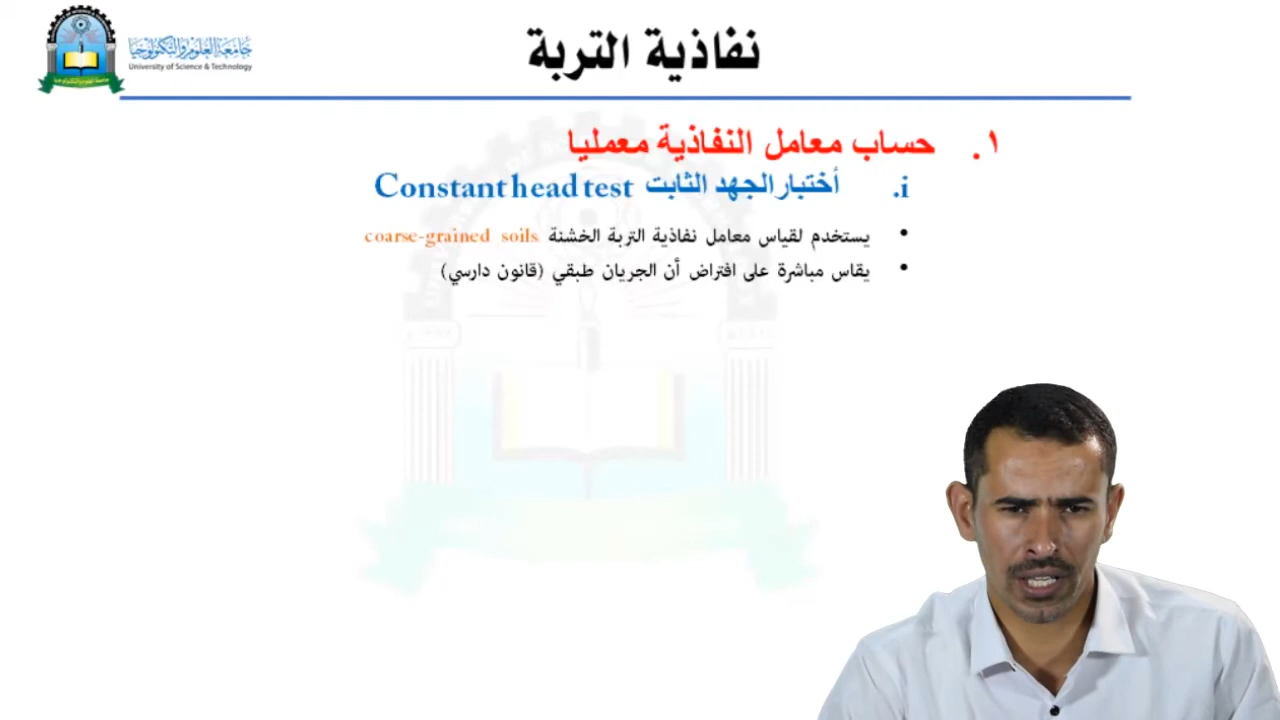 جامعة العلوم والتكنولوجيا
University of Science & Technology
نفاذية التربة
١. حساب معامل النفاذية معمليا
i. أختبار الجهد الثابت Constant head test
• يستخدم لقياس معامل نفاذية التربة الخشنة coarse-grained soils
• يقاس مباشرة على افتراض أن الجريان طبقي (قانون دارسي)